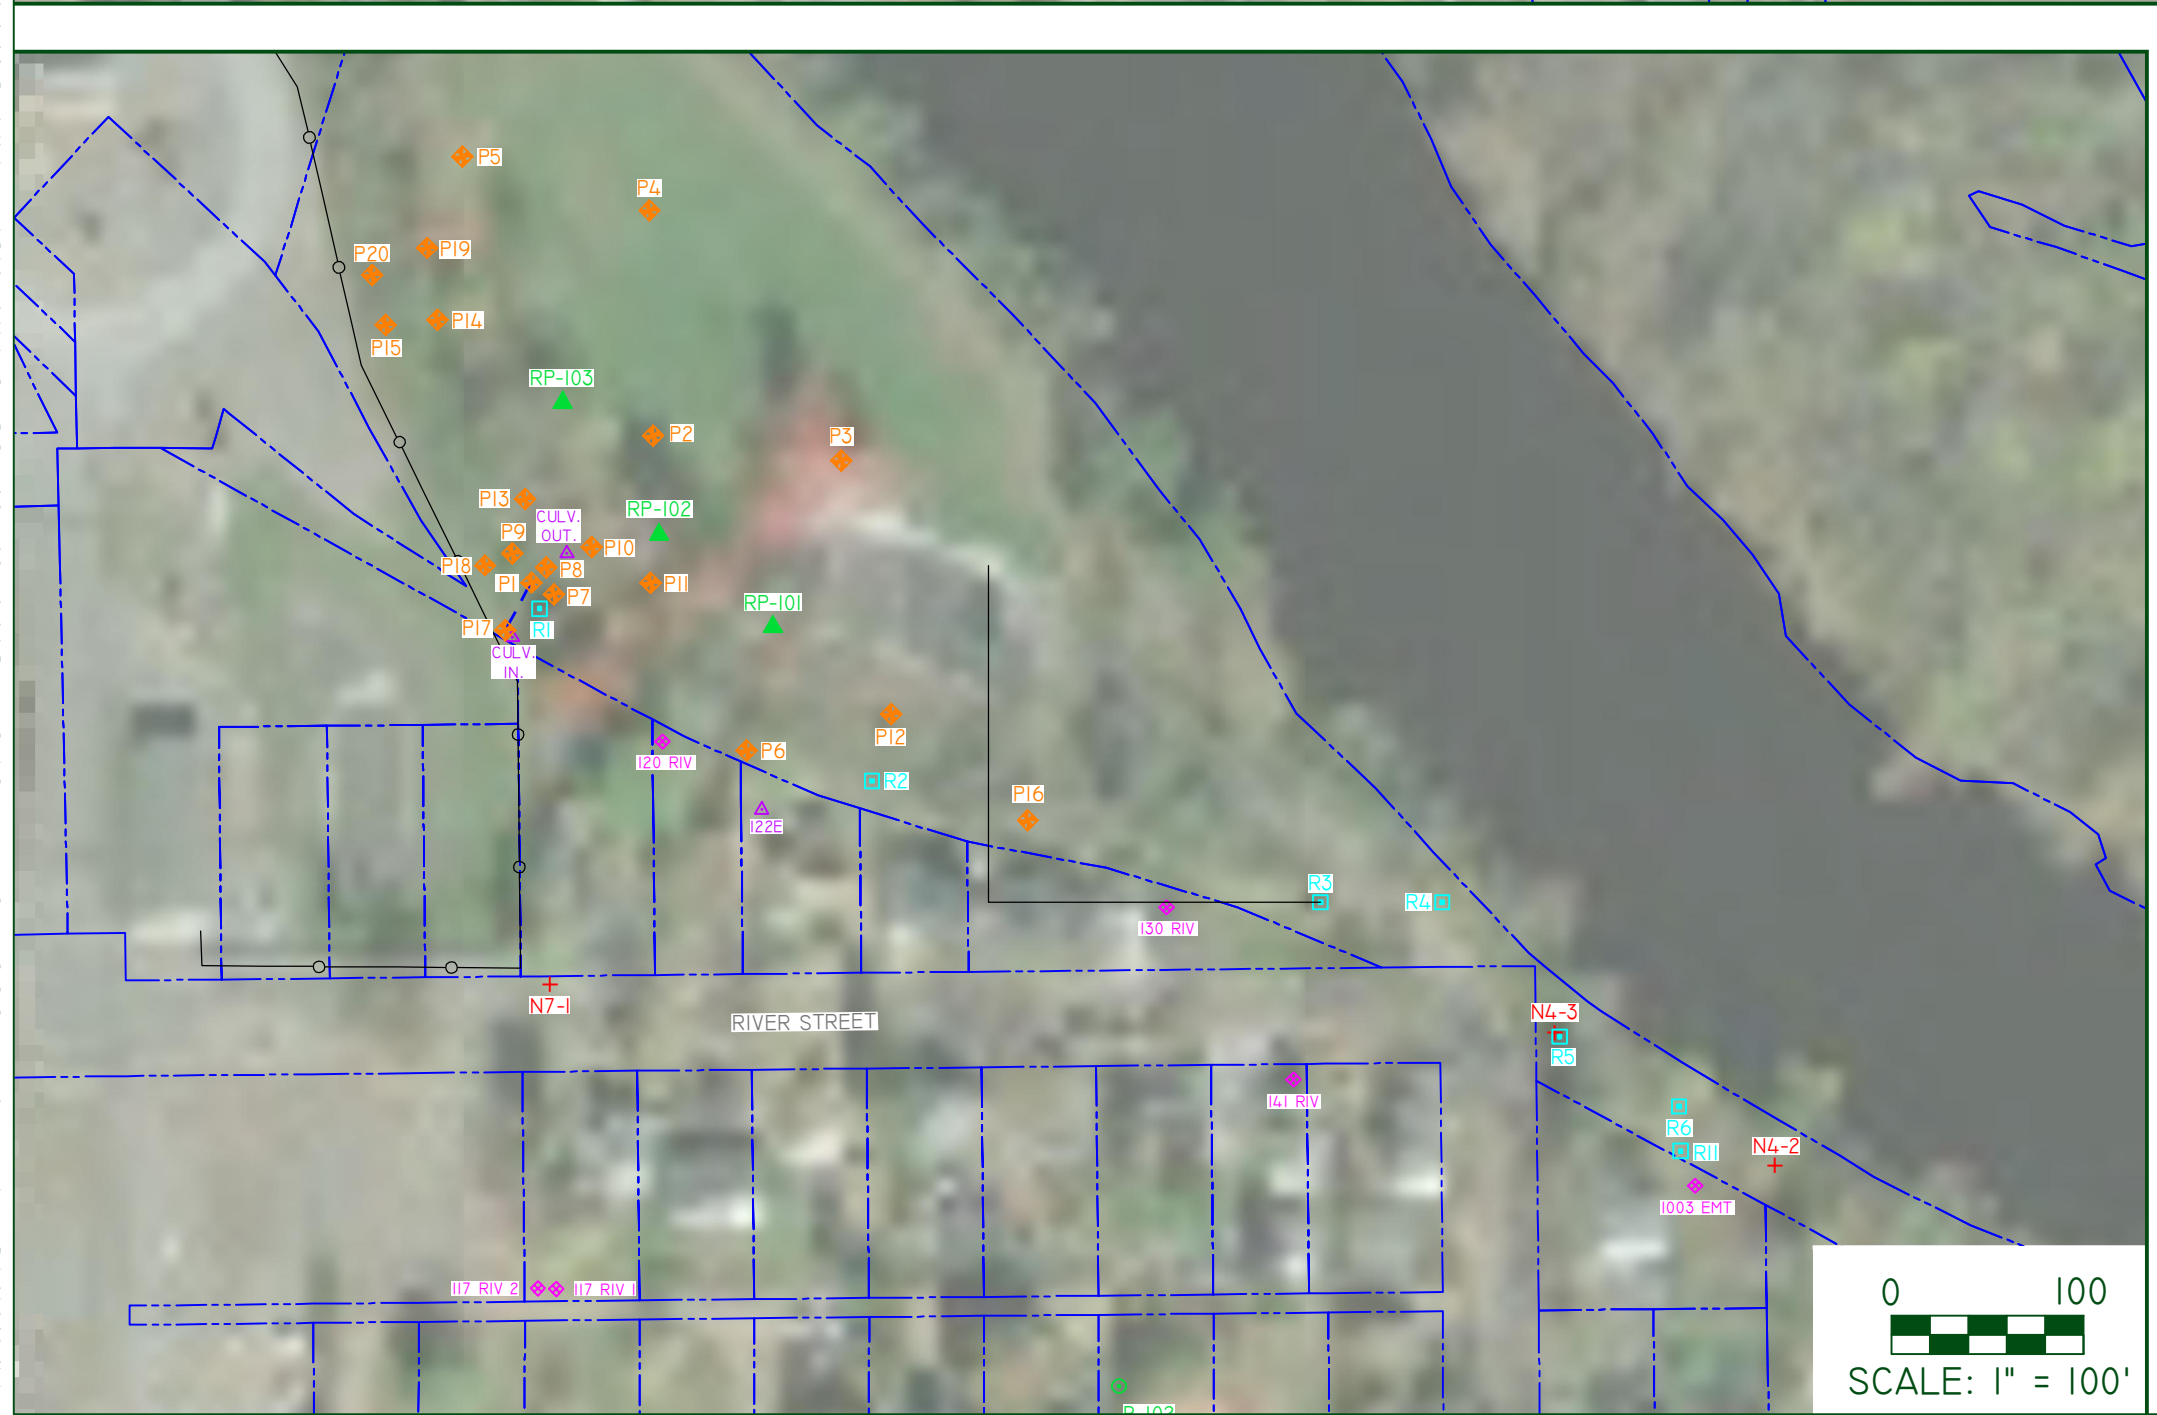 P5
P4
P19
P20
P14
P15
RP-103
P2
P3
P13
RP-102
CULV.
OUT.
P9
P10
P18
P8
P1
P11
P7
RP-101
P17
R1
CULV.
IN.
P12
P6
120 RIV
R2
P16
122E
R3
R4
130 RIV
N7-1
N4-3
RIVER STREET
R5
141 RIV
R6
N4-2
R11
1003 EMT
117 RIV 2
117 RIV 1
0 100
SCALE: 1" = 100'